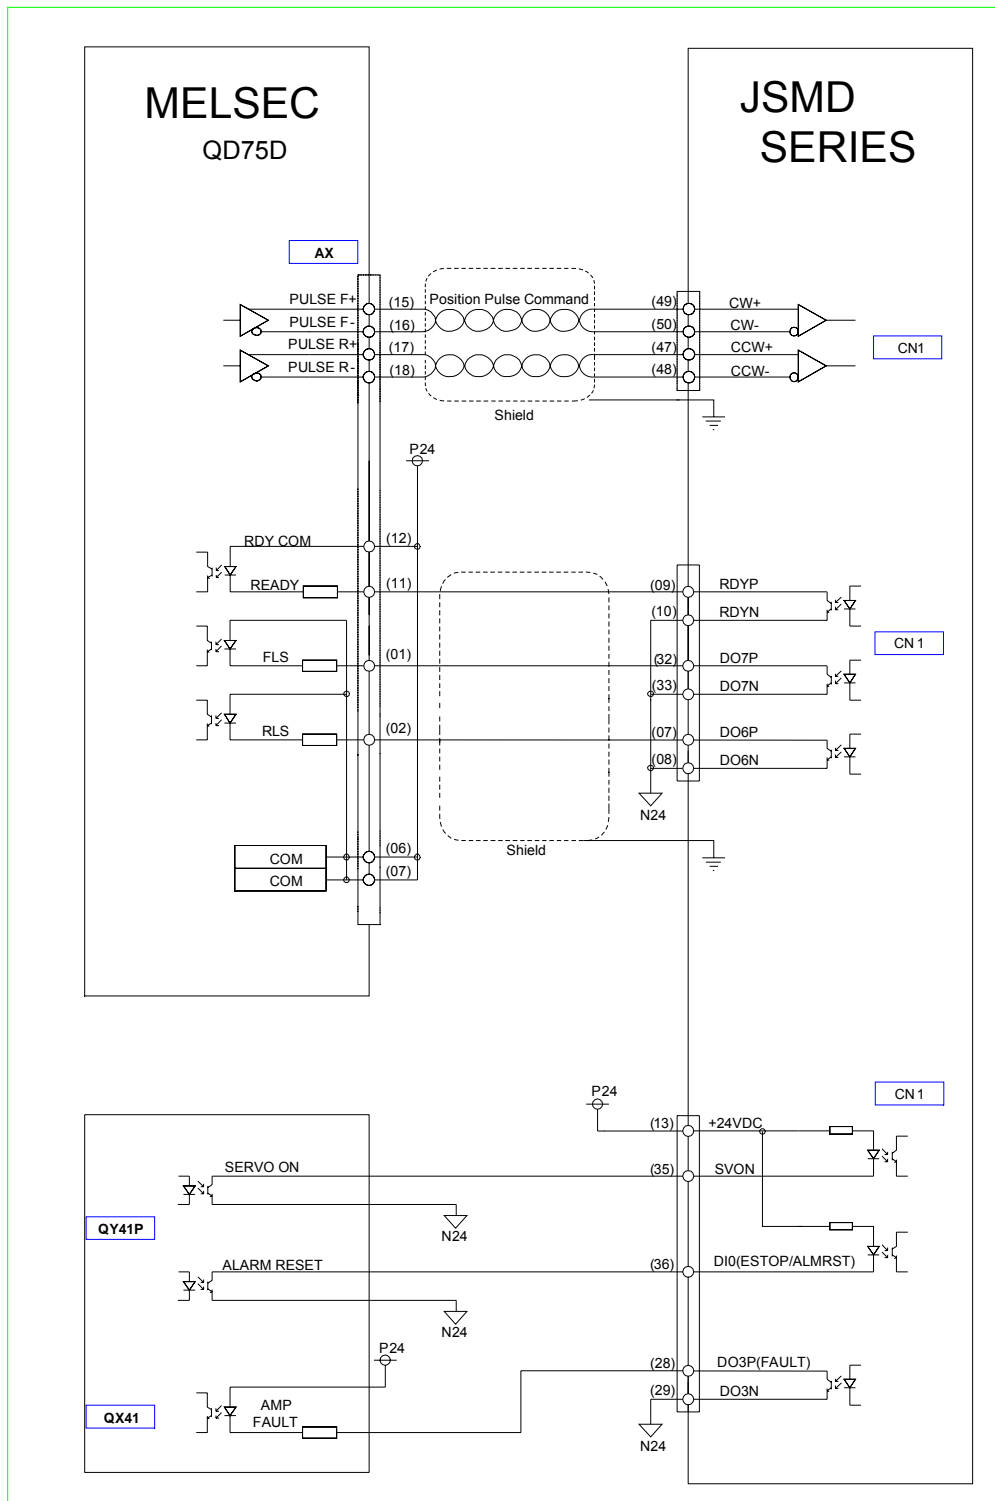 MELSEC
QD75D
JSMD
SERIES
AX
PULSE F+ (15) Position Pulse Command (49) CW+
PULSE F- (16) (50) CW-
PULSE R+ (17) (47) CCW+
PULSE R- (18) (48) CCW-
CN1
Shield
P24
RDY COM (12)
READY (11) (09) RDYP
(10) RDYN
CN 1
FLS (01) (32) DO7P
(33) DO7N
RLS (02) (07) DO6P
(08) DO6N
N24
COM (06) Shield
COM (07)
CN 1
P24
(13) +24VDC
SERVO ON (35) SVON
QY41P
N24
ALARM RESET (36) DI0(ESTOP/ALMRST)
N24
P24
(28) DO3P(FAULT)
(29) DO3N
QX41
AMP
FAULT
N24